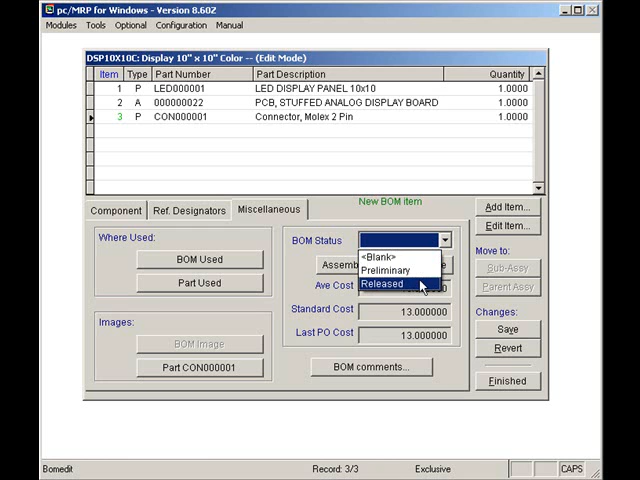 pc/MRP for Windows - Version 8.60Z
Modules Tools Optional Configuration Manual
DSP10X10C: Display 10" x 10" Color -- (Edit Mode)
Item Type Part Number Part Description Quantity
1 P LED000001 LED DISPLAY PANEL 10x10 1.0000
2 A 000000022 PCB, STUFFED ANALOG DISPLAY BOARD 1.0000
3 P CON000001 Connector, Molex 2 Pin 1.0000
New BOM item
Component Ref. Designators Miscellaneous
Add Item...
Edit Item...
Where Used:
BOM Used
Part Used
Images:
BOM Image
Part CON000001
BOM Status
<Blank>
Preliminary
Released
Ave Cost
Standard Cost 13.000000
Last PO Cost 13.000000
BOM comments...
Move to:
Sub-Assy
Parent Assy
Changes:
Save
Revert
Finished
Bomedit Record: 3/3 Exclusive CAPS